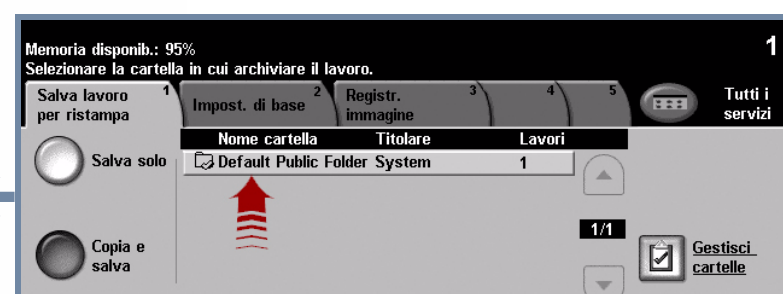 Memoria disponib.: 95%
1
Selezionare la cartella in cui archiviare il lavoro.
Salva lavoro per ristampa 1
Impost. di base 2
Registr. immagine 3
4
5
Tutti i servizi
Nome cartella Titolare Lavori
Salva solo
Default Public Folder System 1
1/1
Copia e salva
Gestisci cartelle